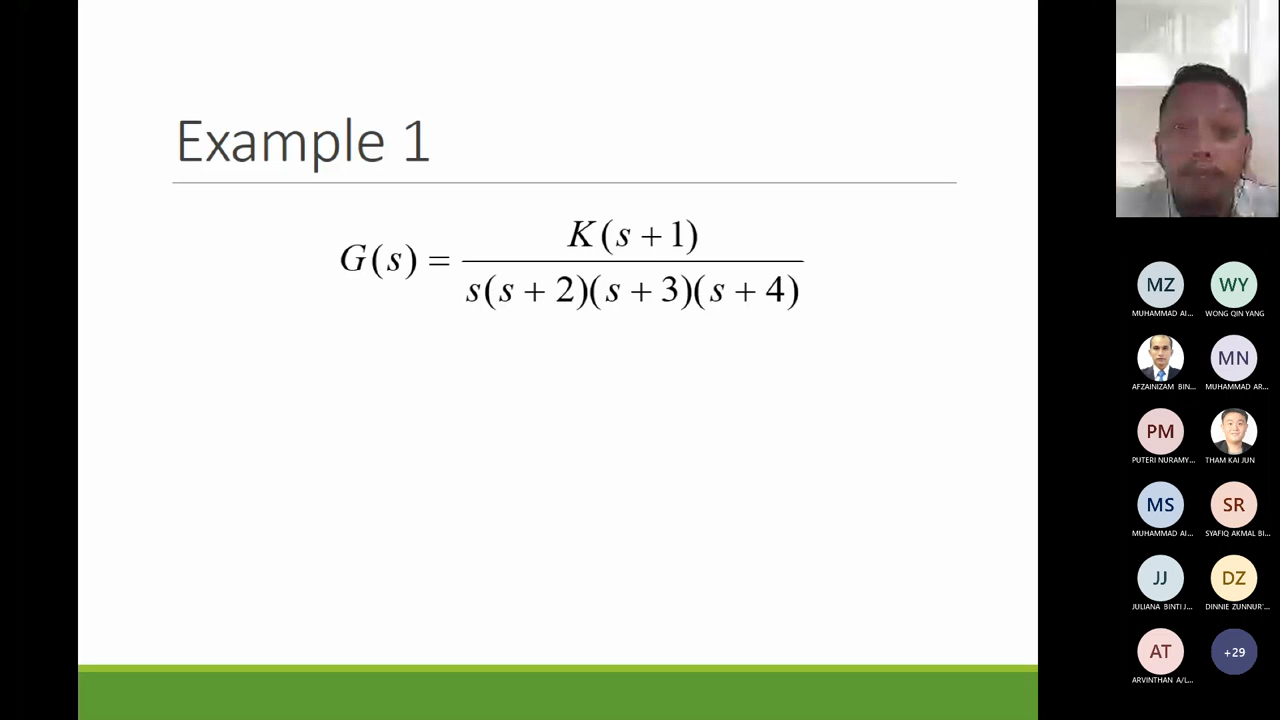 Example 1
G(s) = K(s+1) / s(s+2)(s+3)(s+4)
MZ
WY
MUHAMMAD AI...
WONG QIN YANG
MN
AFZAINIZAM BIN...
MUHAMMAD AR...
PM
PUTERI NURAMY...
THAM KAI JUN
MS
SR
MUHAMMAD AI...
SYAFIQ AKMAL BI...
JJ
DZ
JULIANA BINTI J...
DINNIE ZUNNUR'...
AT
+29
ARVINTHAN A/L...